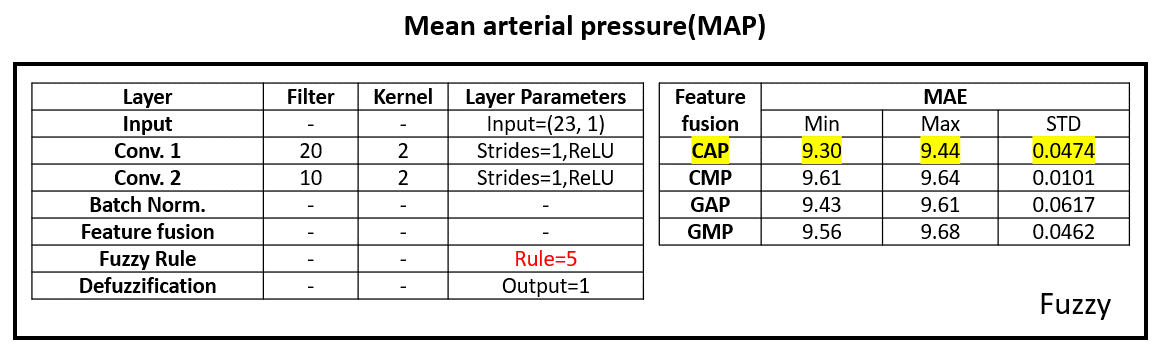 Mean arterial pressure(MAP)
Layer Filter Kernel Layer Parameters
Input - - Input=(23, 1)
Conv. 1 20 2 Strides=1,ReLU
Conv. 2 10 2 Strides=1,ReLU
Batch Norm. - - -
Feature fusion - - -
Fuzzy Rule - - Rule=5
Defuzzification - - Output=1
Feature fusion MAE
Min Max STD
CAP 9.30 9.44 0.0474
CMP 9.61 9.64 0.0101
GAP 9.43 9.61 0.0617
GMP 9.56 9.68 0.0462
Fuzzy